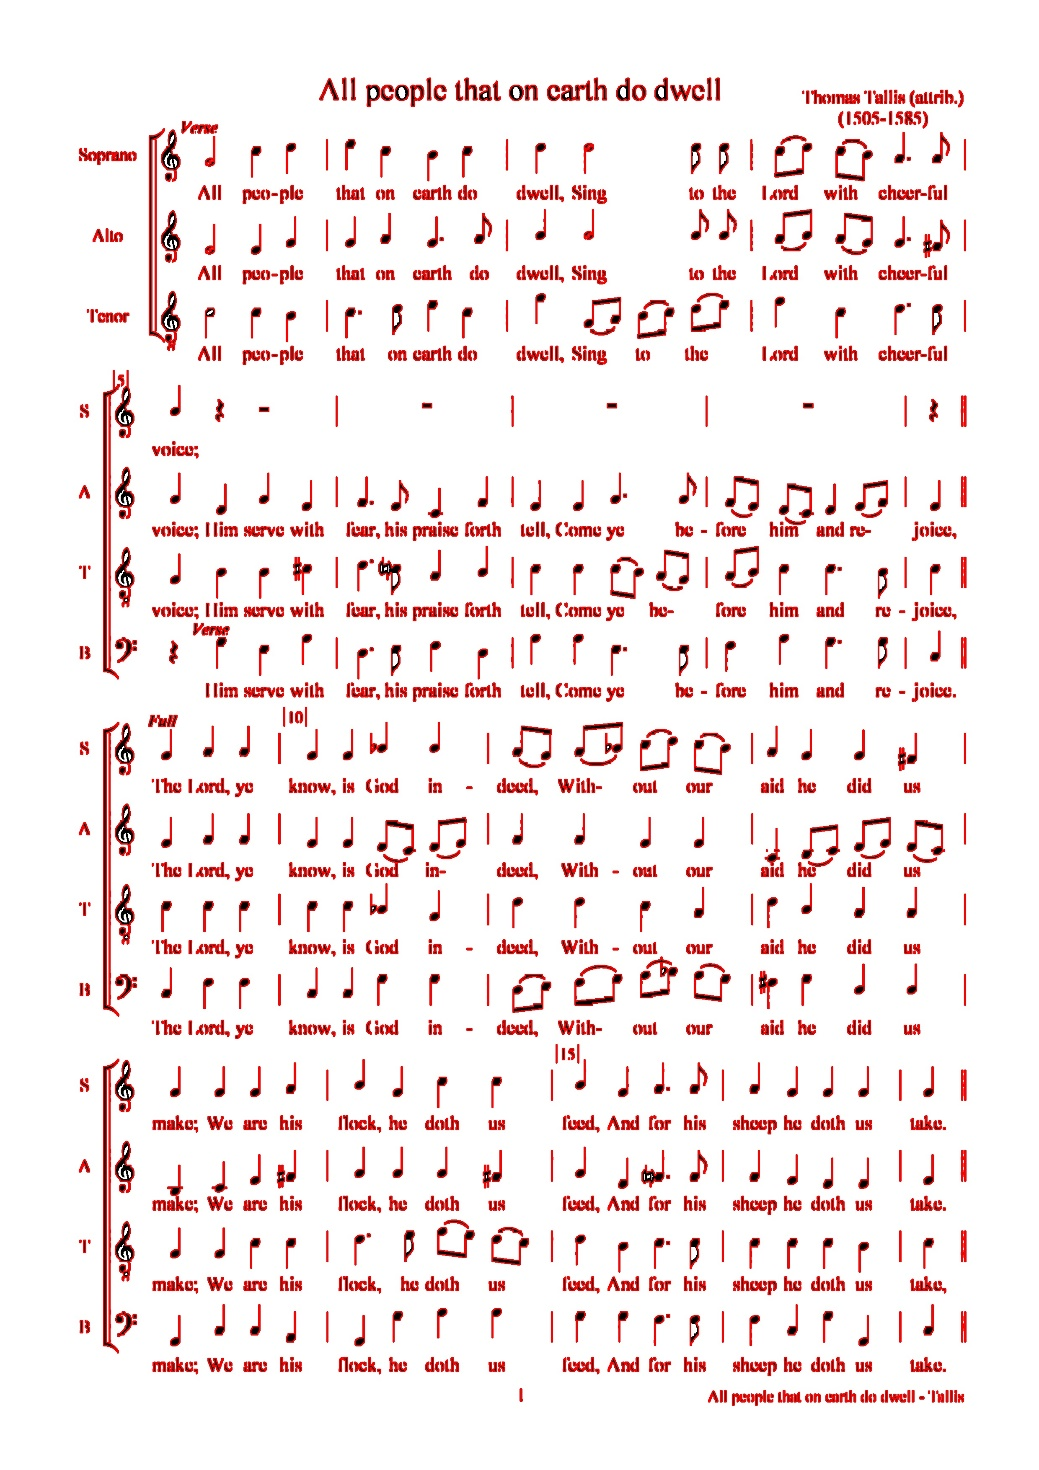 All people that on earth do dwell
Thomas Tallis (attrib.)
(1505-1585)
Verse
Soprano
All peo-ple that on earth do dwell, Sing to the Lord with cheer-ful
Alto
All peo-ple that on earth do dwell, Sing to the Lord with cheer-ful
Tenor
All peo-ple that on earth do dwell, Sing to the Lord with cheer-ful
5
S
voice;
A
voice; Him serve with fear, his praise forth tell, Come ye be - fore him and re- joice,
T
voice; Him serve with fear, his praise forth tell, Come ye be- fore him and re - joice,
Verse
B
Him serve with fear, his praise forth tell, Come ye be - fore him and re - joice.
Full
10
S
The Lord, ye know, is God in - deed, With- out our aid he did us
A
The Lord, ye know, is God in- deed, With - out our aid he did us
T
The Lord, ye know, is God in - deed, With - out our aid he did us
B
The Lord, ye know, is God in - deed, With- out our aid he did us
15
S
make; We are his flock, he doth us feed, And for his sheep he doth us take.
A
make; We are his flock, he doth us feed, And for his sheep he doth us take.
T
make; We are his flock, he doth us feed, And for his sheep he doth us take,
B
make; We are his flock, he doth us feed, And for his sheep he doth us take.
1
All people that on earth do dwell - Tallis